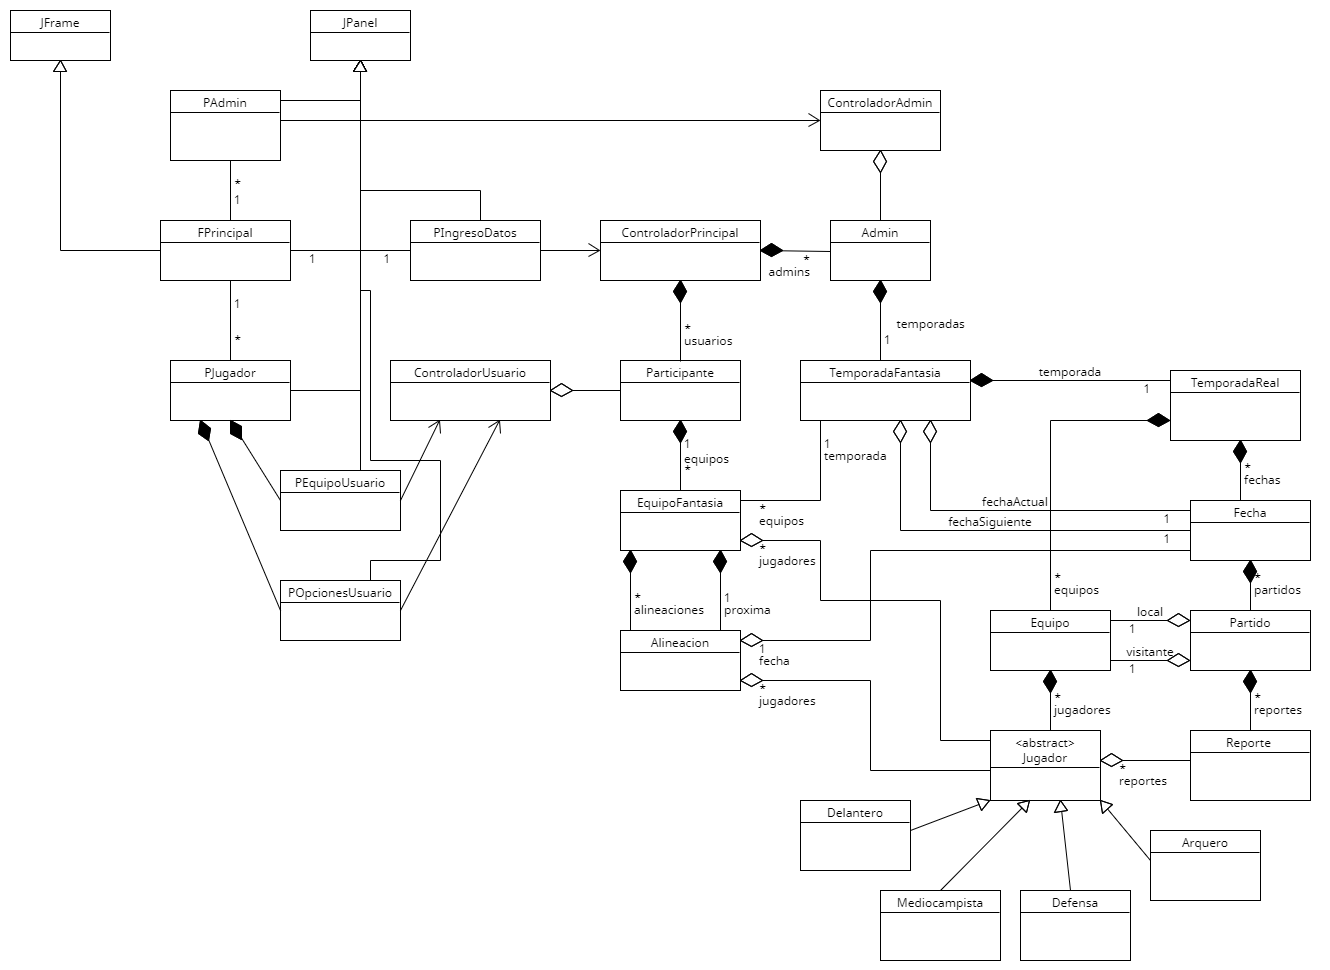 JFrame
JPanel
PAdmin
ControladorAdmin
*
1
FPrincipal
PIngresoDatos
ControladorPrincipal
Admin
1
1
*
admins
1
*
*
usuarios
temporadas
1
PJugador
ControladorUsuario
Participante
TemporadaFantasia
temporada
1
TemporadaReal
1
equipos
*
1
temporada
*
fechas
PEquipoUsuario
EquipoFantasia
*
equipos
fechaActual
1
fechaSiguiente
1
Fecha
*
jugadores
POpcionesUsuario
*
alineaciones
1
proxima
*
equipos
*
partidos
Alineacion
1
fecha
Equipo
local
1
visitante
1
Partido
*
jugadores
*
jugadores
*
reportes
<abstract>
Jugador
*
reportes
Reporte
Delantero
Arquero
Mediocampista
Defensa